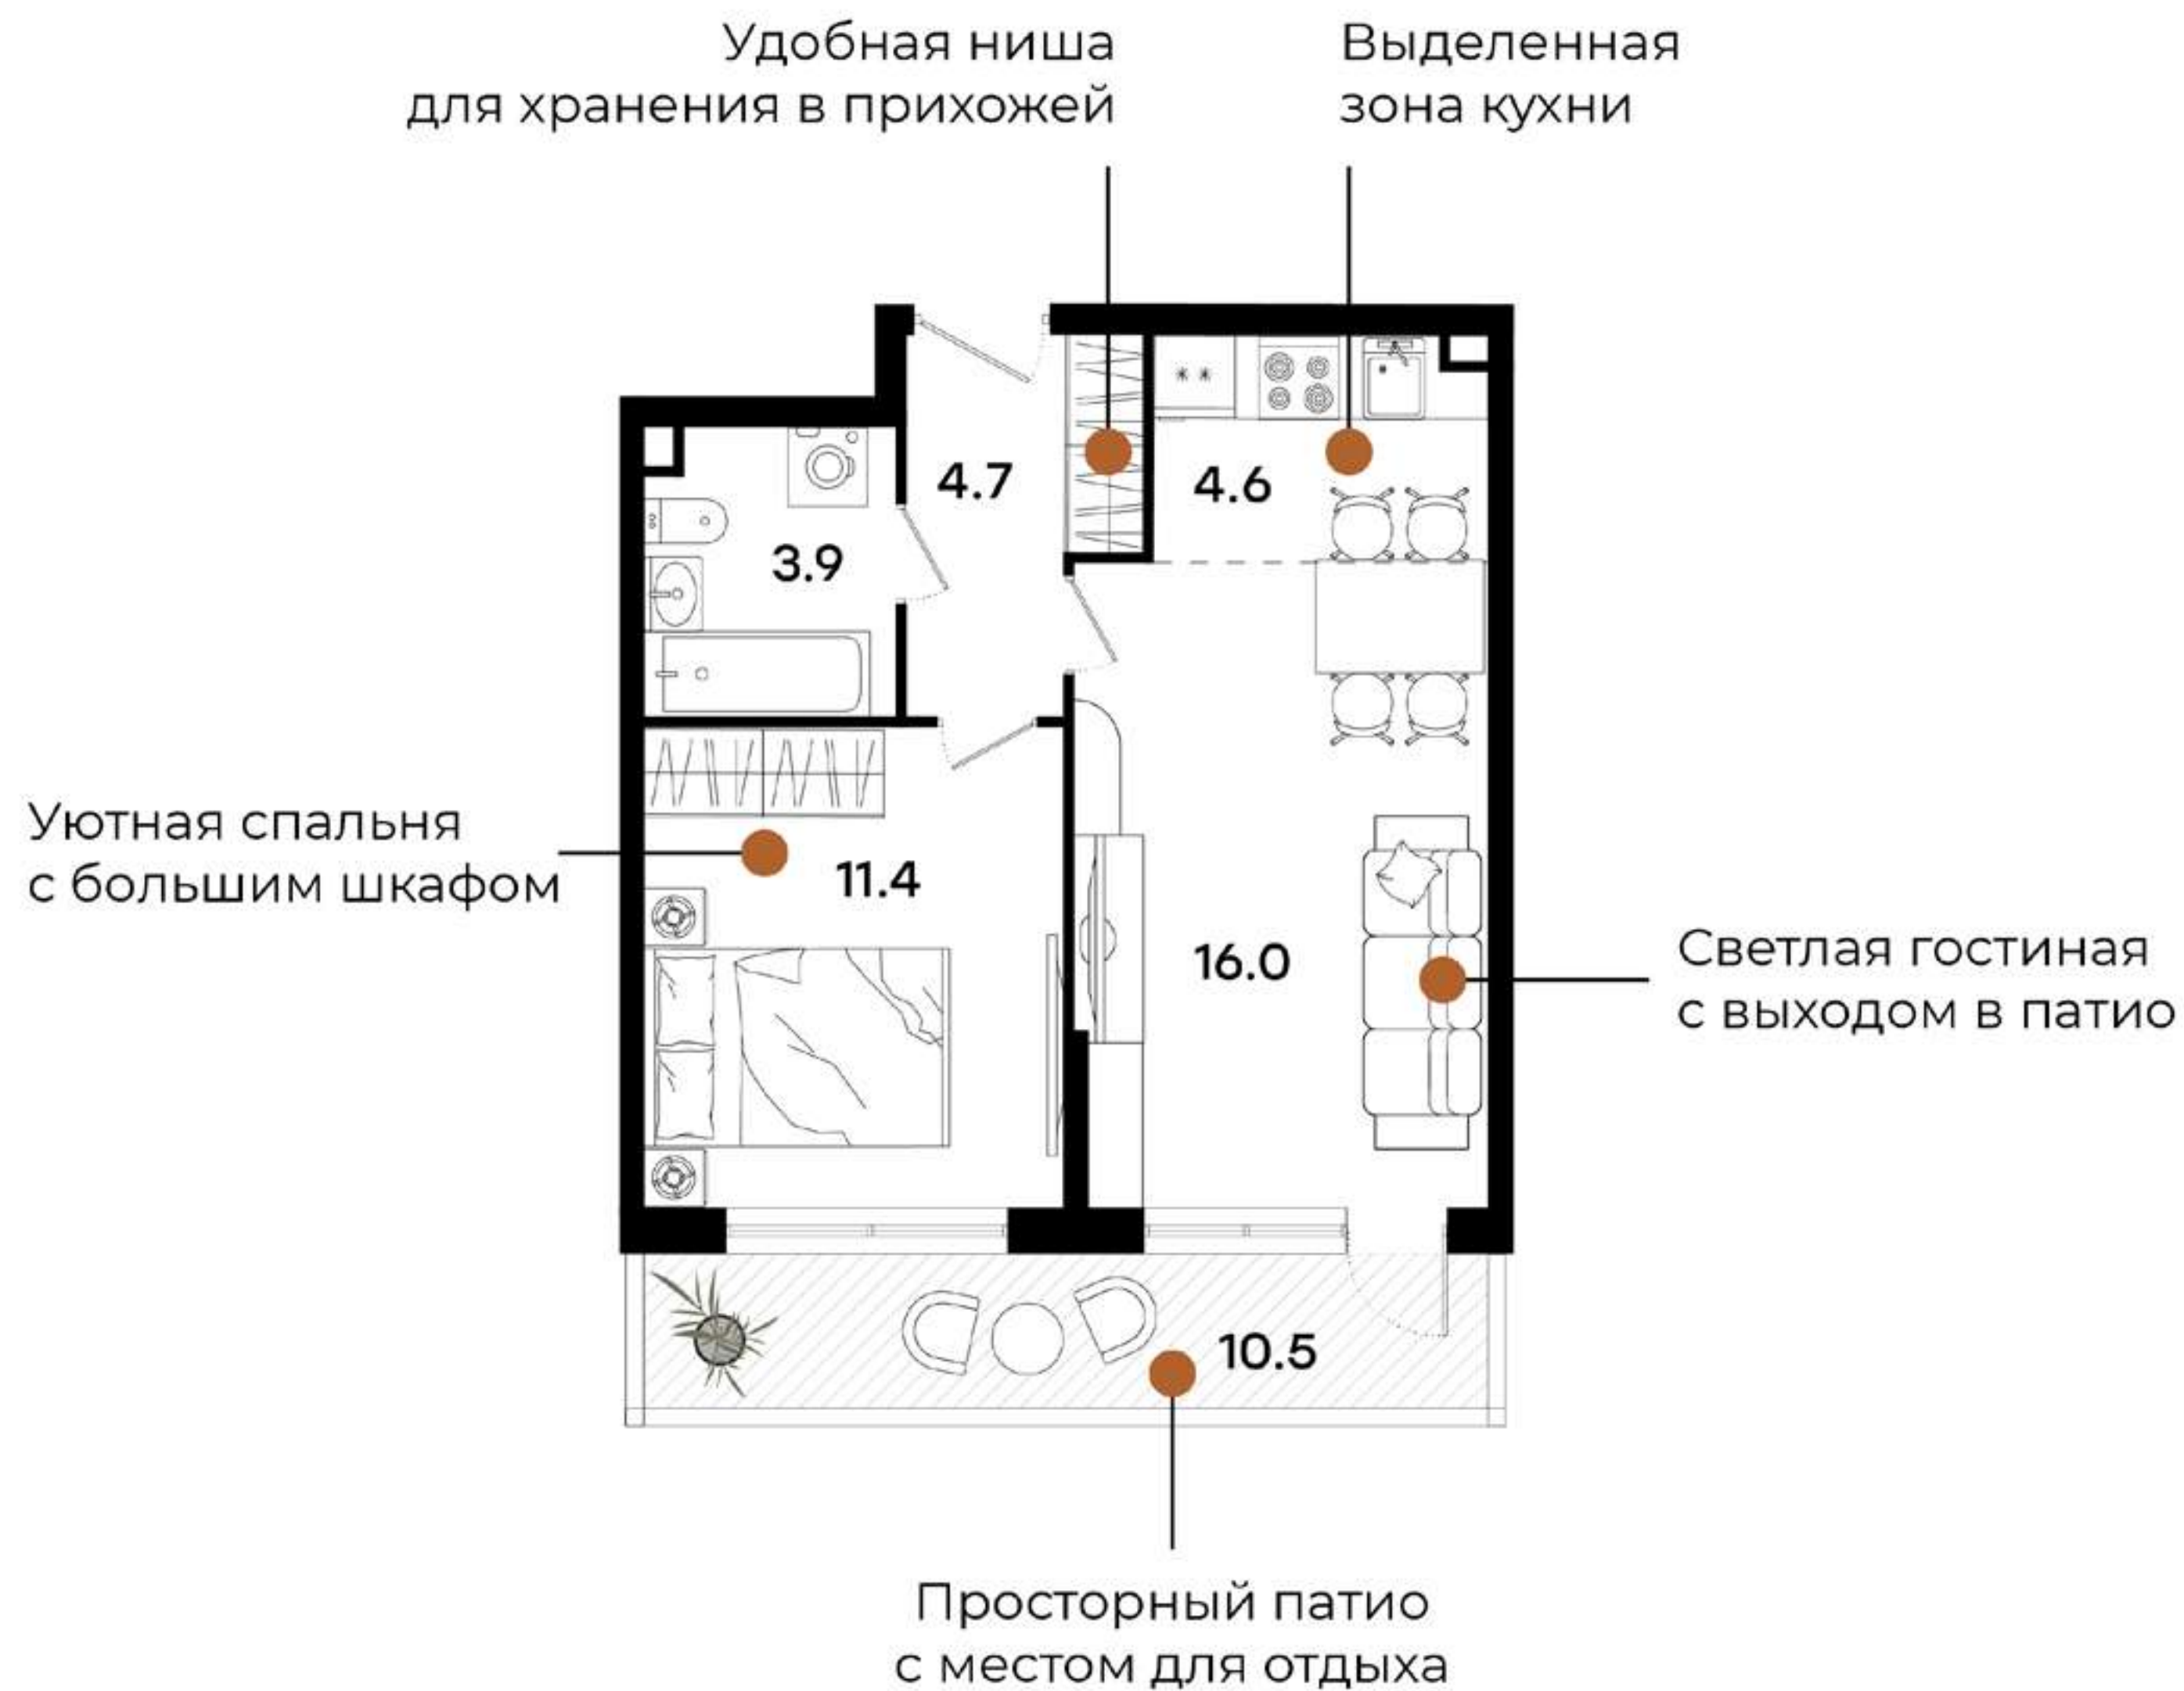 Удобная ниша
для хранения в прихожей
Выделенная
зона кухни
4.7
4.6
3.9
Уютная спальня
с большим шкафом
11.4
16.0
Светлая гостиная
с выходом в патио
10.5
Просторный патио
с местом для отдыха